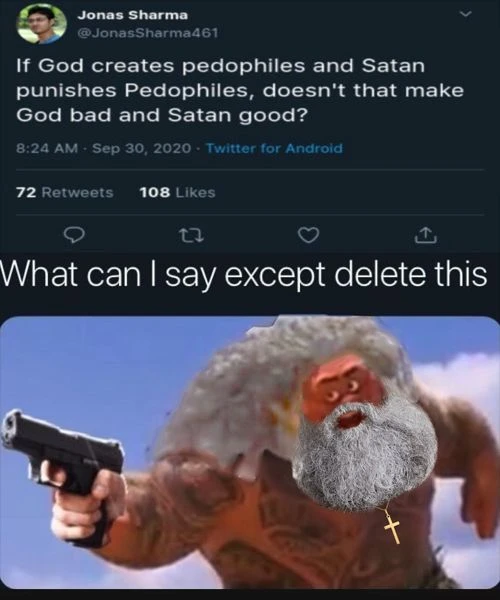 Jonas Sharma
@JonasSharma461
If God creates pedophiles and Satan
punishes Pedophiles, doesn't that make
God bad and Satan good?
8:24 AM · Sep 30, 2020 · Twitter for Android
72 Retweets 108 Likes
What can I say except delete this